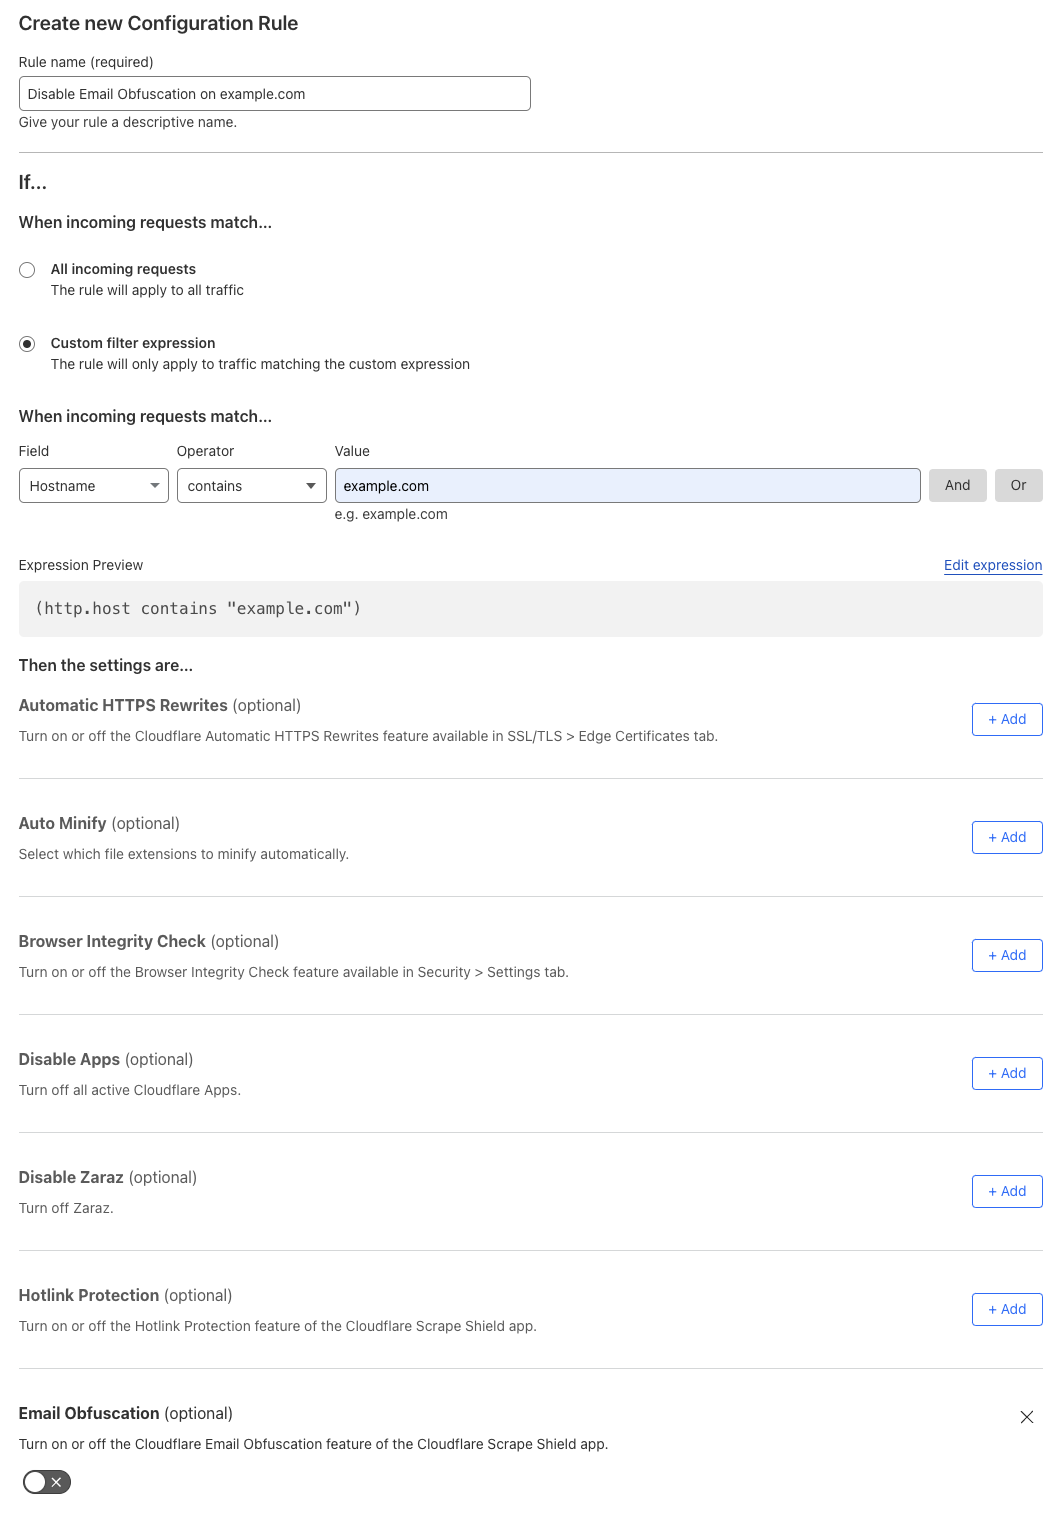 Create new Configuration Rule
Rule name (required)
Disable Email Obfuscation on example.com
Give your rule a descriptive name.
If...
When incoming requests match...
All incoming requests
The rule will apply to all traffic
Custom filter expression
The rule will only apply to traffic matching the custom expression
When incoming requests match...
Field Operator Value
Hostname contains example.com And Or
e.g. example.com
Expression Preview Edit expression
(http.host contains "example.com")
Then the settings are...
Automatic HTTPS Rewrites (optional)
+ Add
Turn on or off the Cloudflare Automatic HTTPS Rewrites feature available in SSL/TLS > Edge Certificates tab.
Auto Minify (optional)
+ Add
Select which file extensions to minify automatically.
Browser Integrity Check (optional)
+ Add
Turn on or off the Browser Integrity Check feature available in Security > Settings tab.
Disable Apps (optional)
+ Add
Turn off all active Cloudflare Apps.
Disable Zaraz (optional)
+ Add
Turn off Zaraz.
Hotlink Protection (optional)
+ Add
Turn on or off the Hotlink Protection feature of the Cloudflare Scrape Shield app.
Email Obfuscation (optional)
Turn on or off the Cloudflare Email Obfuscation feature of the Cloudflare Scrape Shield app.